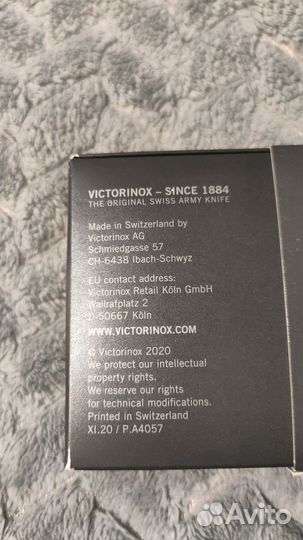 VICTORINOX – SINCE 1884
THE ORIGINAL SWISS ARMY KNIFE
Made in Switzerland by
Victorinox AG
Schmiedgasse 57
CH-6438 Ibach-Schwyz
EU contact address:
Victorinox Retail Köln GmbH
Wallrafplatz 2
D-50667 Köln
WWW.VICTORINOX.COM
© Victorinox 2020
We protect our intellectual
property rights.
We reserve our rights
for technical modifications.
Printed in Switzerland
XI.20 / P.A4057
Avito